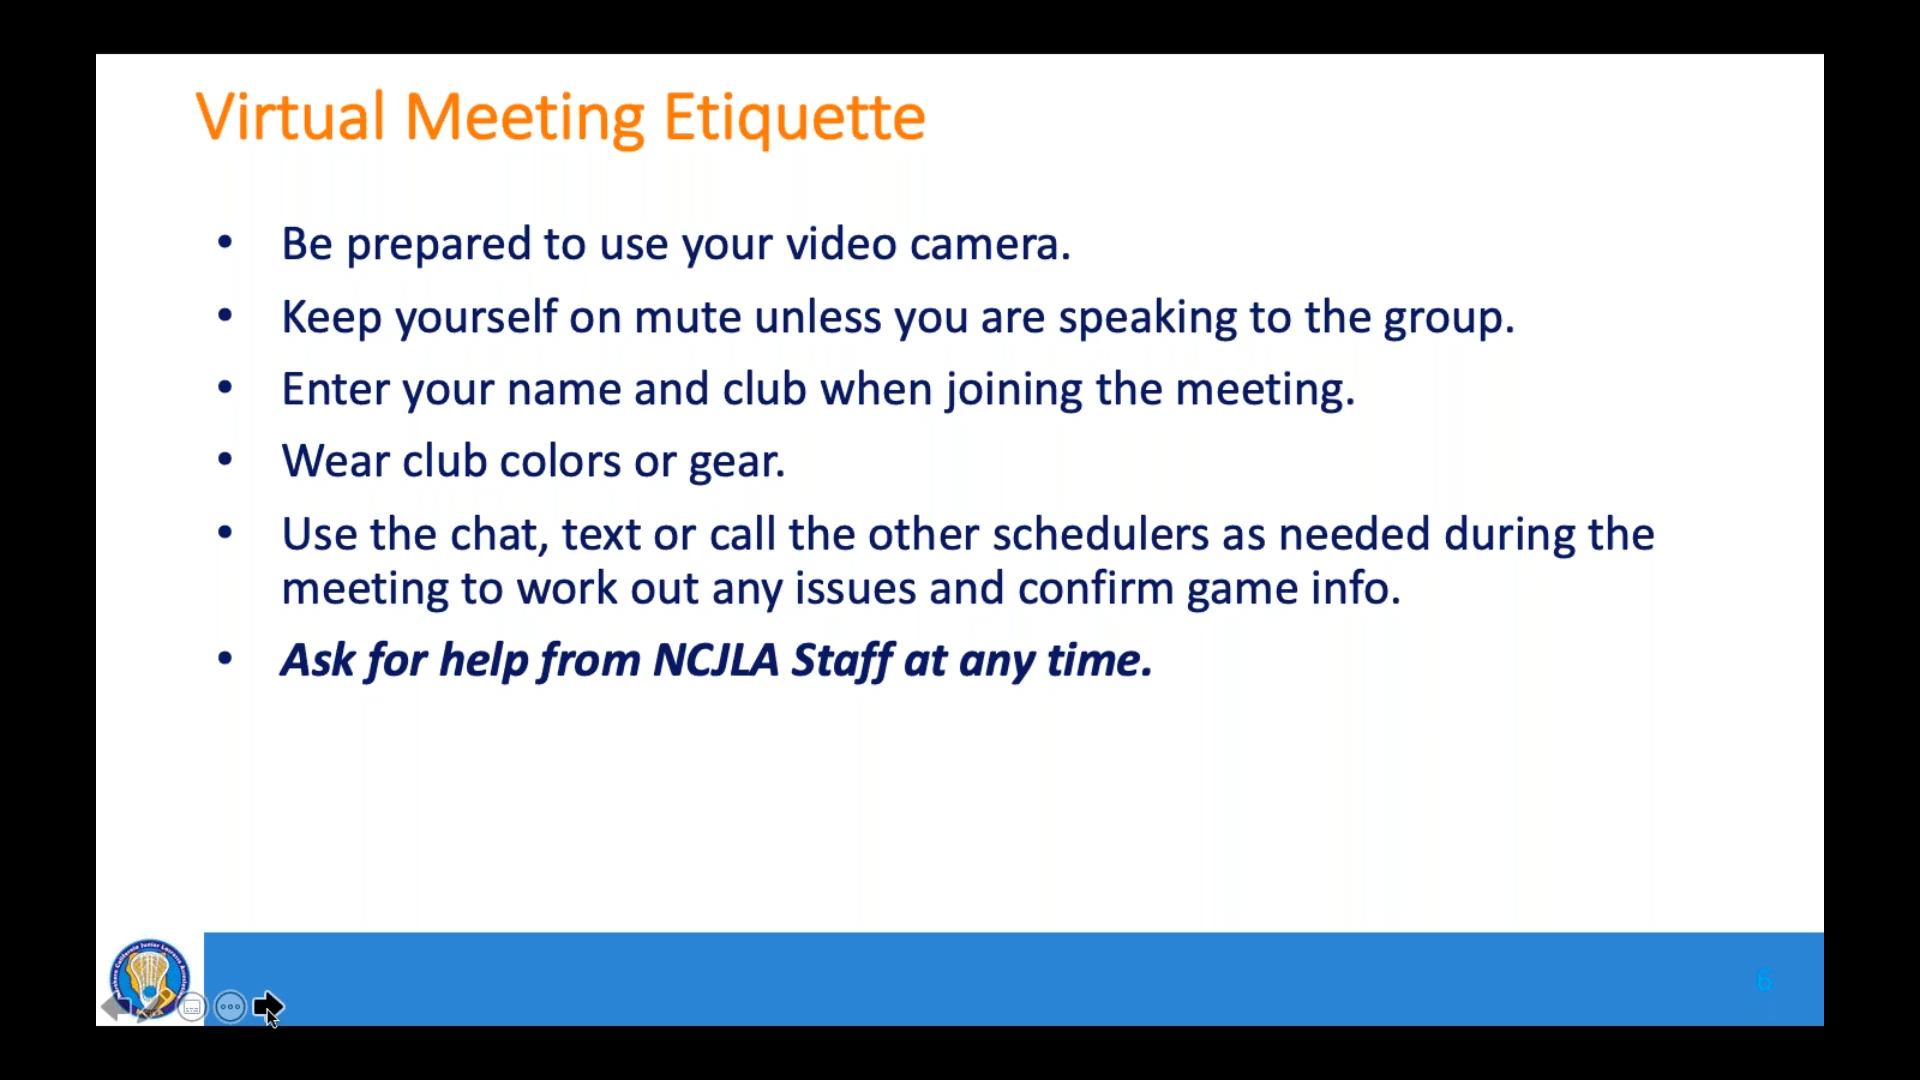 Virtual Meeting Etiquette
• Be prepared to use your video camera.
• Keep yourself on mute unless you are speaking to the group.
• Enter your name and club when joining the meeting.
• Wear club colors or gear.
• Use the chat, text or call the other schedulers as needed during the
meeting to work out any issues and confirm game info.
• Ask for help from NCJLA Staff at any time.
6